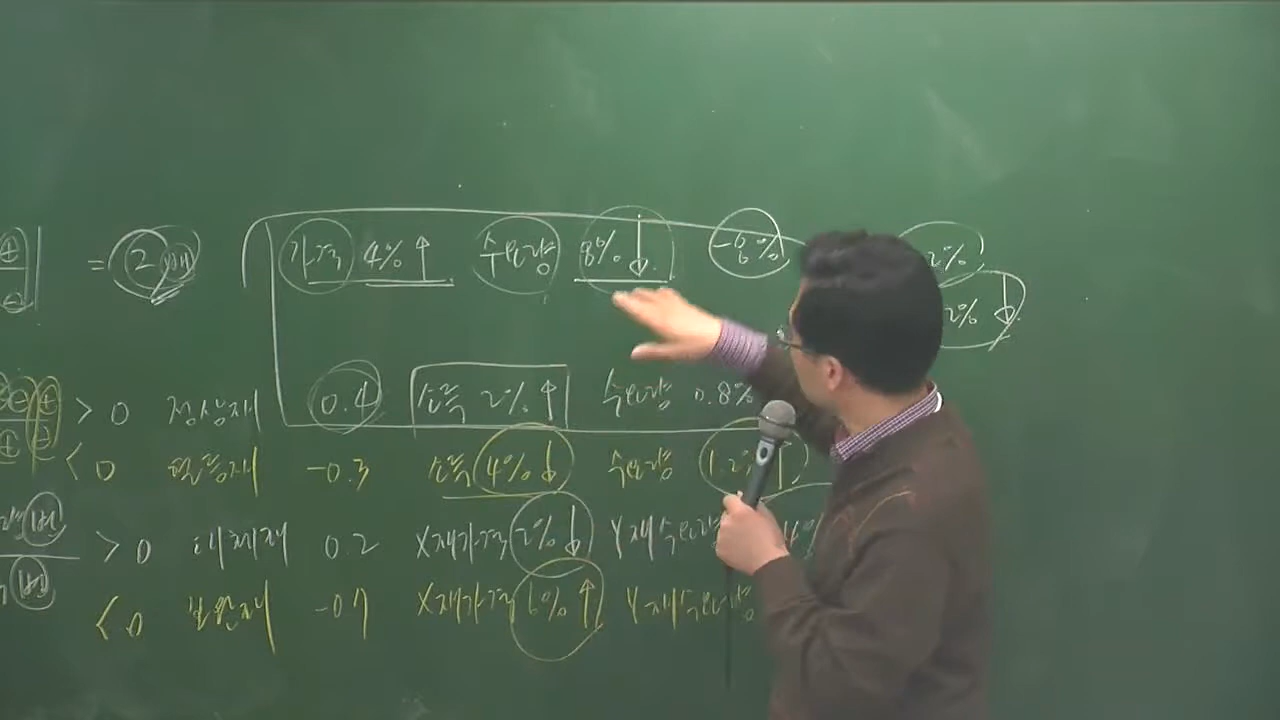 = 2배 가격 4%↑ 수요량 8%↓ -6% 2%
2%↓
> 0 정상재 0.4 소득 2%↑ 수요량 0.8%
< 0 열등재 -0.3 소득 4%↓ 수요량 1.2%↑
> 0 대체재 0.2 X재가격 2%↓ Y재수요량
< 0 보완재 -0.7 X재가격 6%↑ Y재수요량